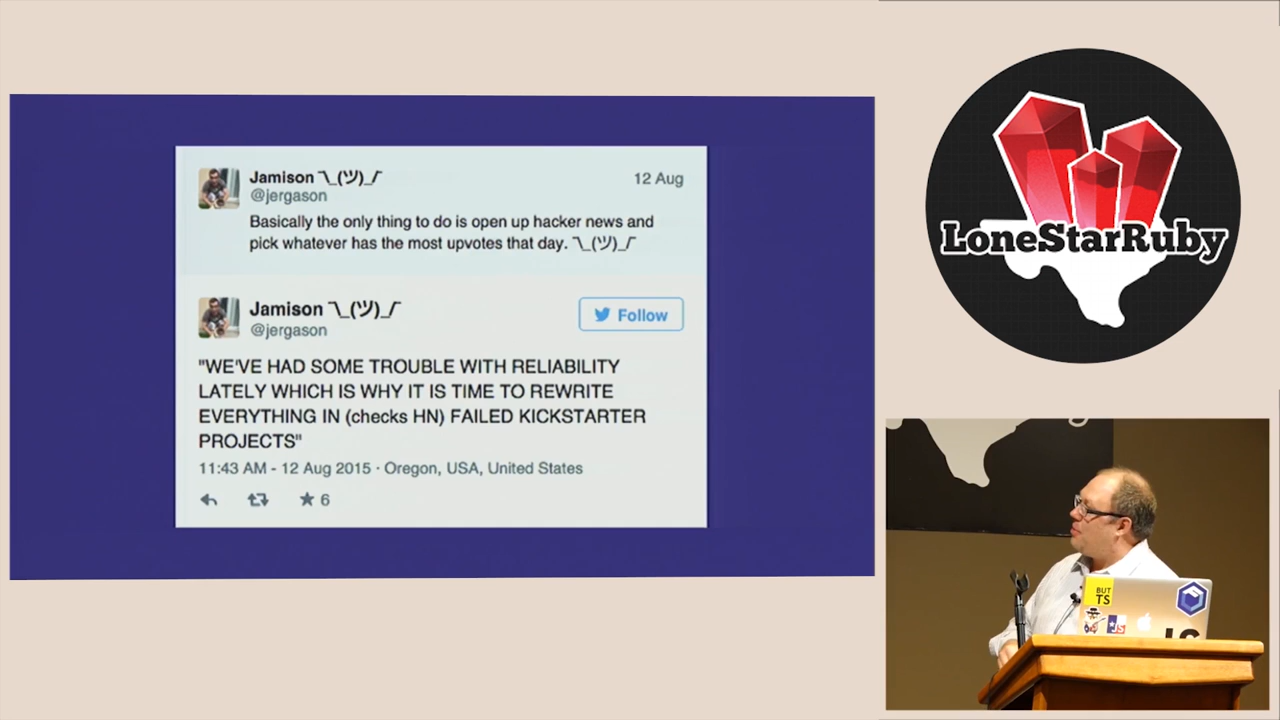 Jamison ¯\_(ツ)_/¯
12 Aug
@jergason
Basically the only thing to do is open up hacker news and
pick whatever has the most upvotes that day. ¯\_(ツ)_/¯
Jamison ¯\_(ツ)_/¯
@jergason
Follow
"WE'VE HAD SOME TROUBLE WITH RELIABILITY
LATELY WHICH IS WHY IT IS TIME TO REWRITE
EVERYTHING IN (checks HN) FAILED KICKSTARTER
PROJECTS"
11:43 AM - 12 Aug 2015 · Oregon, USA, United States
6
LoneStarRuby
BUT
TS
JS